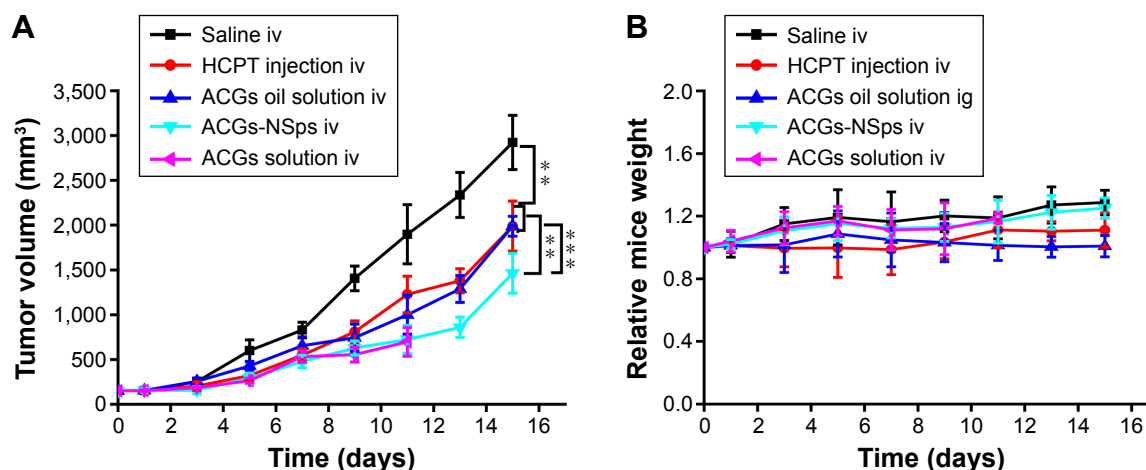 A
Saline iv
HCPT injection iv
ACGs oil solution iv
ACGs-NSps iv
ACGs solution iv
Tumor volume (mm³)
3,500
3,000
2,500
2,000
1,500
1,000
500
0
0 2 4 6 8 10 12 14 16
Time (days)
**
**
***
B
Saline iv
HCPT injection iv
ACGs oil solution ig
ACGs-NSps iv
ACGs solution iv
Relative mice weight
2.0
1.6
1.2
0.8
0.4
0.0
0 2 4 6 8 10 12 14 16
Time (days)